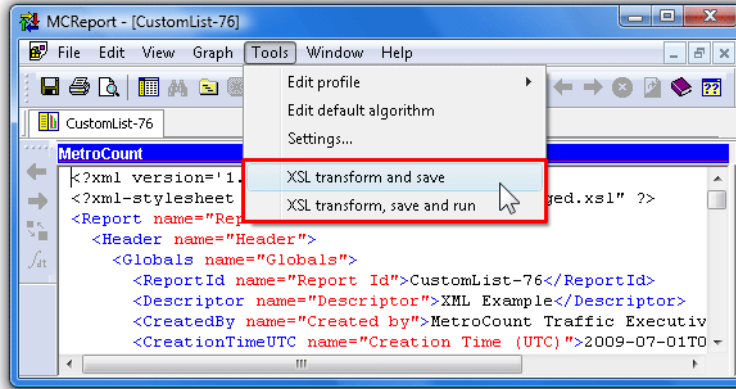 MCReport - [CustomList-76]
File Edit View Graph Tools Window Help
Edit profile
Edit default algorithm
Settings...
XSL transform and save
XSL transform, save and run
CustomList-76
MetroCount
<?xml version='1.
<?xml-stylesheet ged.xsl" ?>
<Report name="Rep
<Header name="Header">
<Globals name="Globals">
<ReportId name="Report Id">CustomList-76</ReportId>
<Descriptor name="Descriptor">XML Example</Descriptor>
<CreatedBy name="Created by">MetroCount Traffic Executiv
<CreationTimeUTC name="Creation Time (UTC)">2009-07-01T0